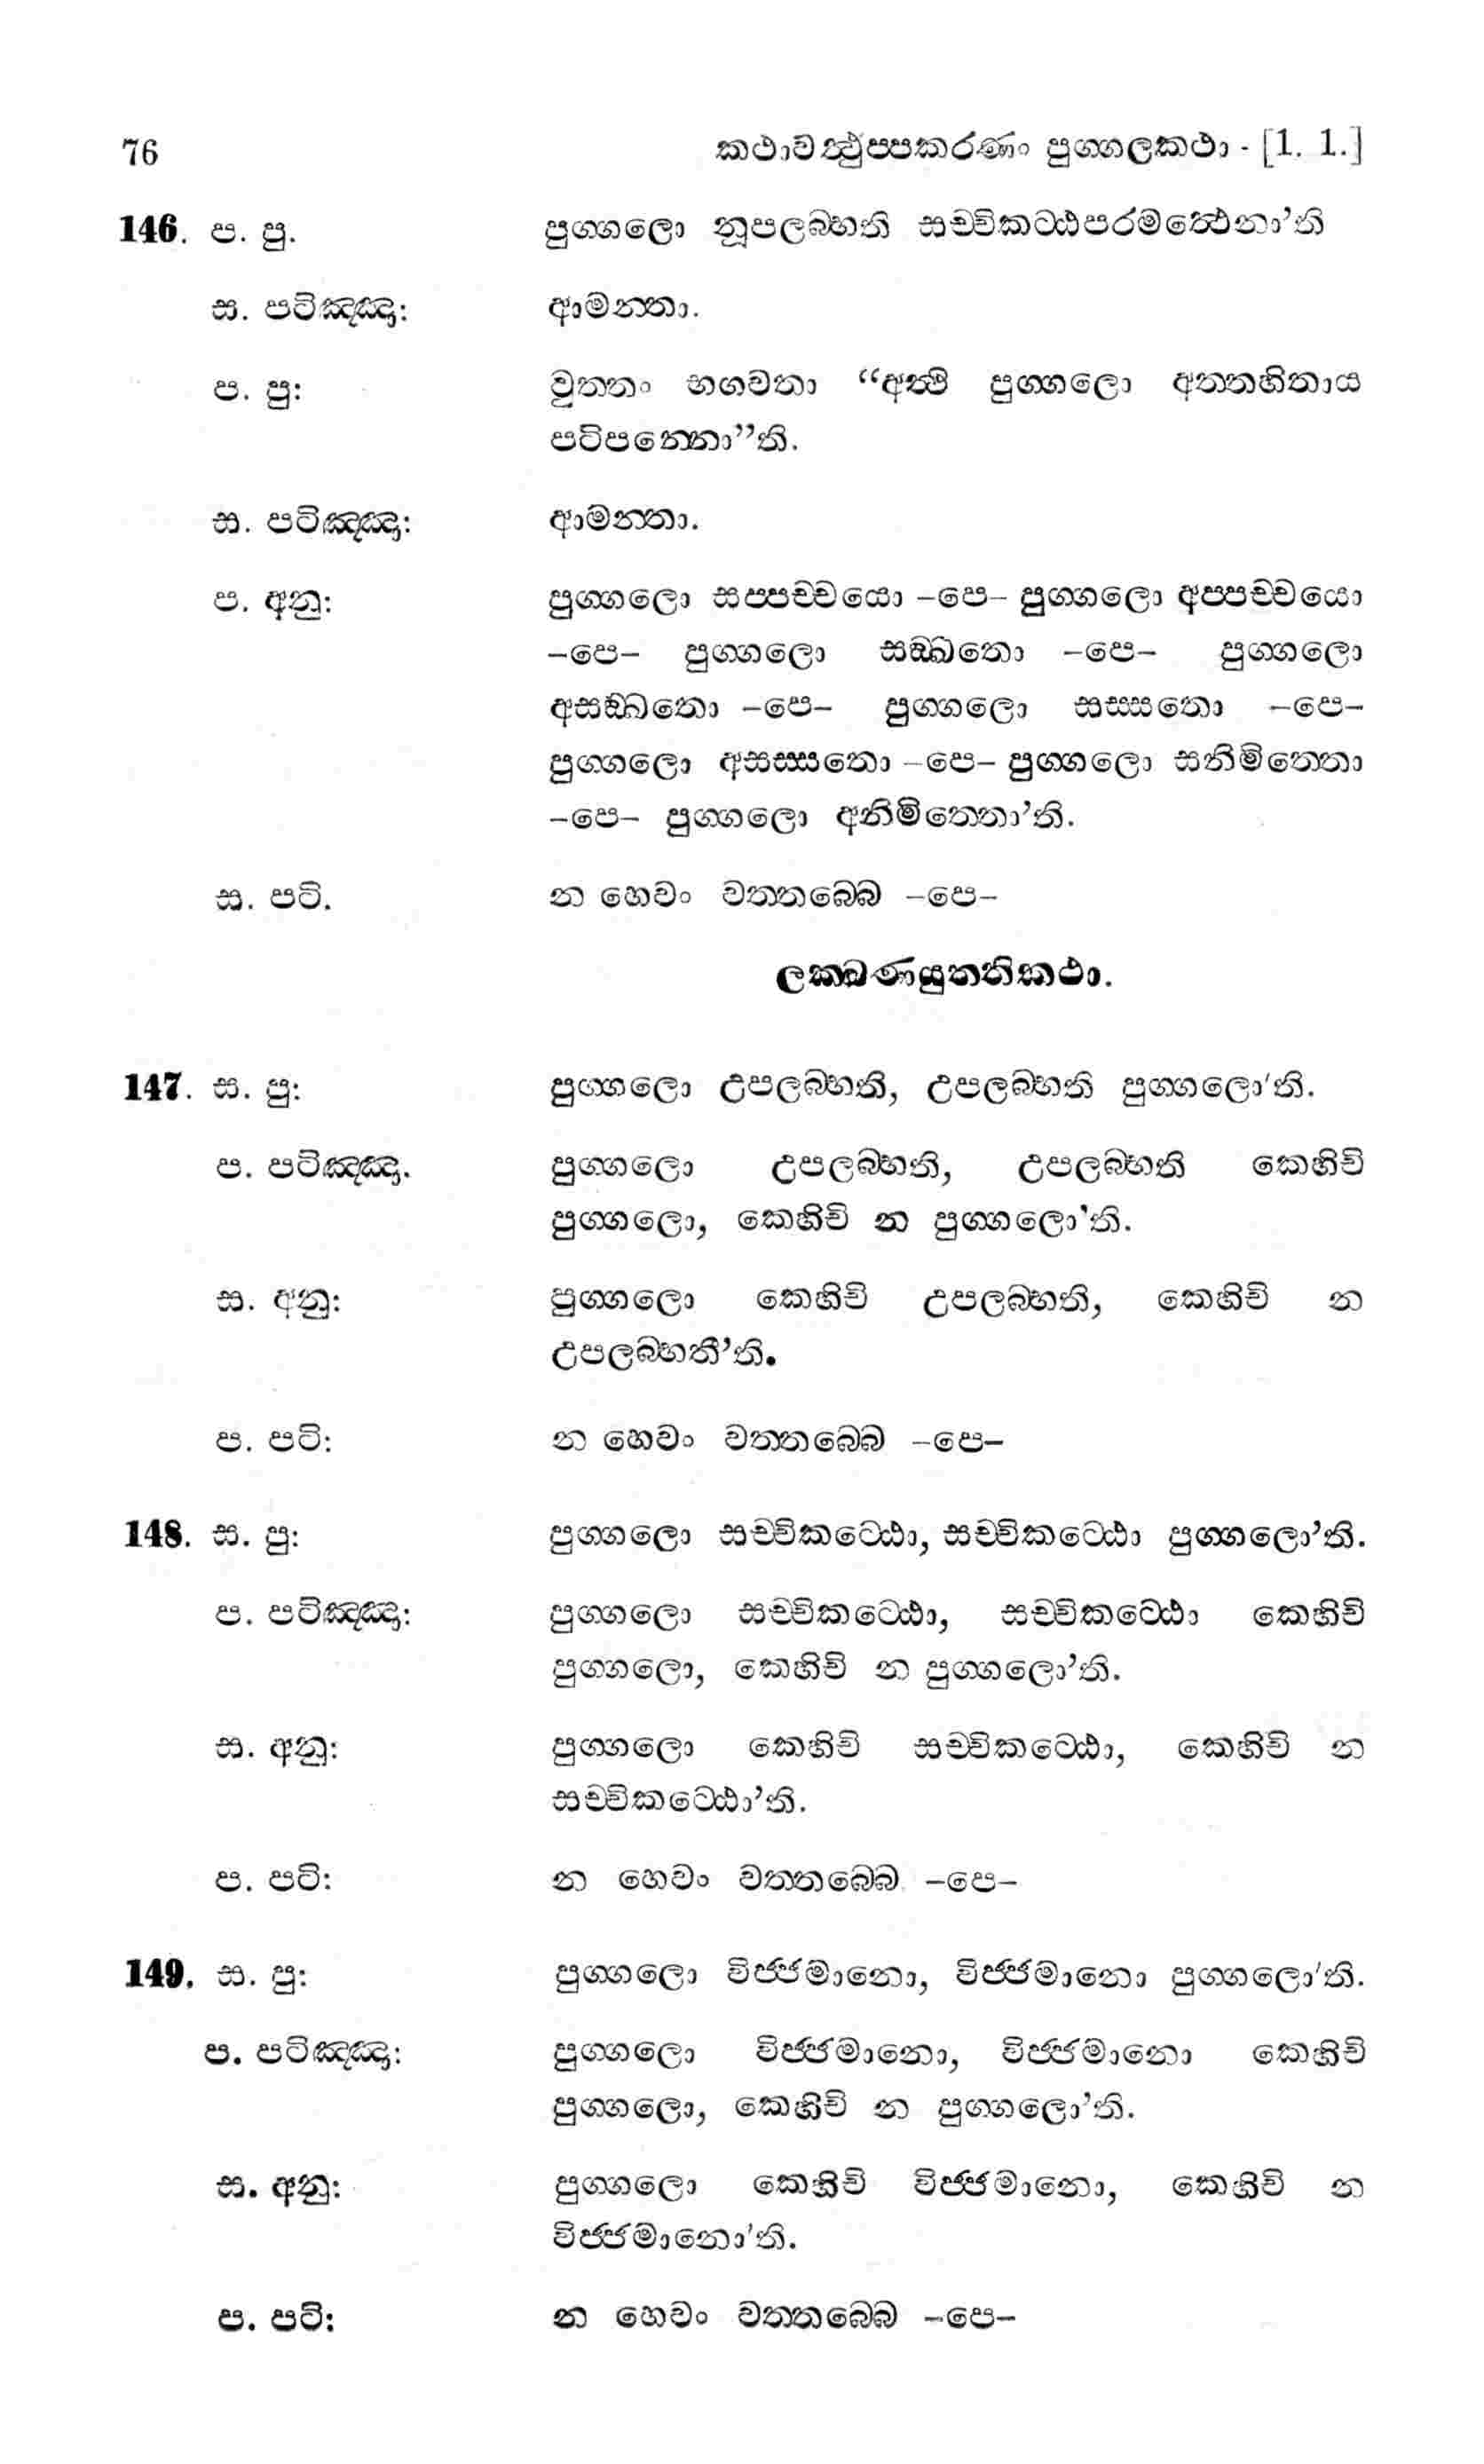 76 කථාවත්‍ථුප‍්පකරණං පුග‍්ගලකථා - [1. 1.]
146. ප. පු. පුග‍්ගලො නූපලබ‍්භති සච‍්චිකට‍්ඨපරමත්‍ථෙනා’ති
ස. පටිඤ‍්ඤා: ආමන‍්තා.
ප. පු: වුත‍්තං භගවතා “අත්‍ථි පුග‍්ගලො අත‍්තහිතාය
පටිපන‍්නො”ති.
ස. පටිඤ‍්ඤා: ආමන‍්තා.
ප. අනු: පුග‍්ගලො සප‍්පච‍්චයො –පෙ– පුග‍්ගලො අප‍්පච‍්චයො
–පෙ– පුග‍්ගලො සඞ‍්ඛතො –පෙ– පුග‍්ගලො
අසඞ‍්ඛතො –පෙ– පුග‍්ගලො සස‍්සතො –පෙ–
පුග‍්ගලො අසස‍්සතො –පෙ– පුග‍්ගලො සනිමිත‍්තො
–පෙ– පුග‍්ගලො අනිමිත‍්තො’ති.
ස. පටි. න හෙවං වත‍්තබ‍්බෙ –පෙ–
ලක‍්ඛණයුත‍්තිකථා.
147. ස. පු: පුග‍්ගලො උපලබ‍්භති, උපලබ‍්භති පුග‍්ගලො’ති.
ප. පටිඤ‍්ඤා. පුග‍්ගලො උපලබ‍්භති, උපලබ‍්භති කෙහිචි
පුග‍්ගලො, කෙහිචි න පුග‍්ගලො’ති.
ස. අනු: පුග‍්ගලො කෙහිචි උපලබ‍්භති, කෙහිචි න
උපලබ‍්භතී’ති.
ප. පටි: න හෙවං වත‍්තබ‍්බෙ –පෙ–
148. ස. පු: පුග‍්ගලො සච‍්චිකට‍්ඨො, සච‍්චිකට‍්ඨො පුග‍්ගලො’ති.
ප. පටිඤ‍්ඤා: පුග‍්ගලො සච‍්චිකට‍්ඨො, සච‍්චිකට‍්ඨො කෙහිචි
පුග‍්ගලො, කෙහිචි න පුග‍්ගලො’ති.
ස. අනු: පුග‍්ගලො කෙහිචි සච‍්චිකට‍්ඨො, කෙහිචි න
සච‍්චිකට‍්ඨො’ති.
ප. පටි: න හෙවං වත‍්තබ‍්බෙ –පෙ–
149. ස. පු: පුග‍්ගලො විජ‍්ජමානො, විජ‍්ජමානො පුග‍්ගලො’ති.
ප. පටිඤ‍්ඤා: පුග‍්ගලො විජ‍්ජමානො, විජ‍්ජමානො කෙහිචි
පුග‍්ගලො, කෙහිචි න පුග‍්ගලො’ති.
ස. අනු: පුග‍්ගලො කෙහිචි විජ‍්ජමානො, කෙහිචි න
විජ‍්ජමානො’ති.
ප. පටි: න හෙවං වත‍්තබ‍්බෙ –පෙ–